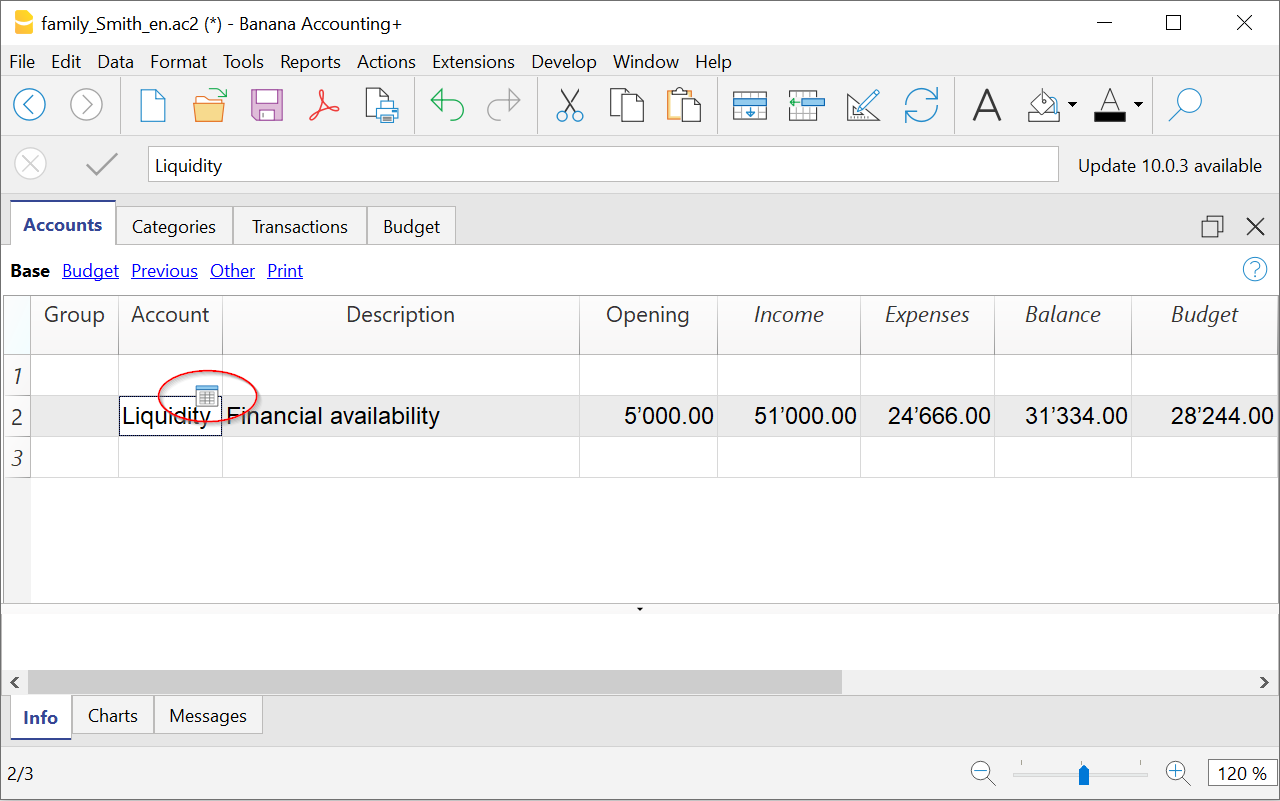 family_Smith_en.ac2 (*) - Banana Accounting+
File Edit Data Format Tools Reports Actions Extensions Develop Window Help
Liquidity Update 10.0.3 available
Accounts Categories Transactions Budget
Base Budget Previous Other Print
Group Account Description Opening Income Expenses Balance Budget
1
2 Liquidity Financial availability 5’000.00 51’000.00 24’666.00 31’334.00 28’244.00
3
Info Charts Messages
2/3 120 %